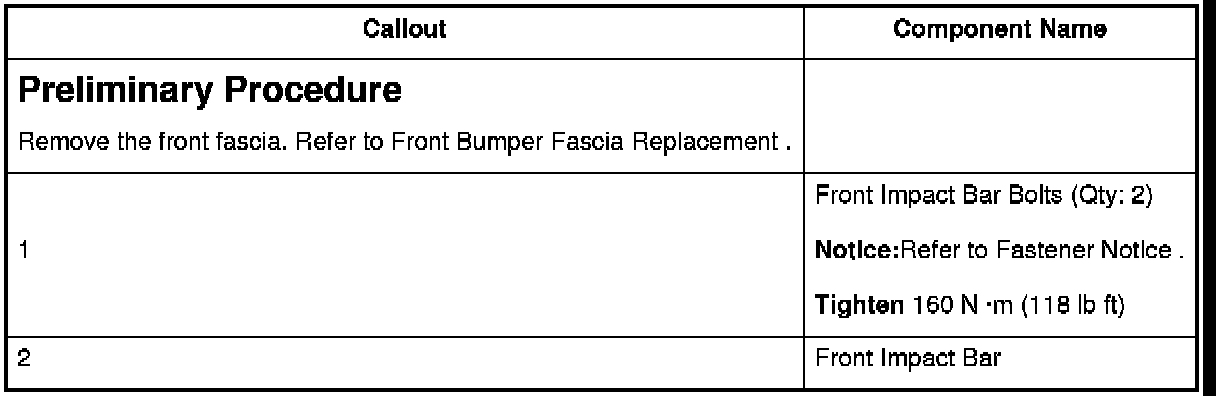 Callout Component Name
Preliminary Procedure
Remove the front fascia. Refer to Front Bumper Fascia Replacement .
Front Impact Bar Bolts (Qty: 2)
1 Notice:Refer to Fastener Notice .
Tighten 160 N ·m (118 lb ft)
2 Front Impact Bar